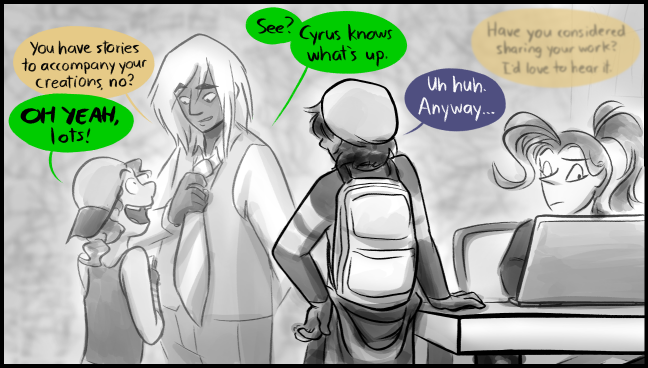 You have stories
to accompany your
creations, no?
OH YEAH,
lots!
See?
Cyrus knows
what's up.
Uh huh.
Anyway...
Have you considered
sharing your work?
I'd love to hear it.